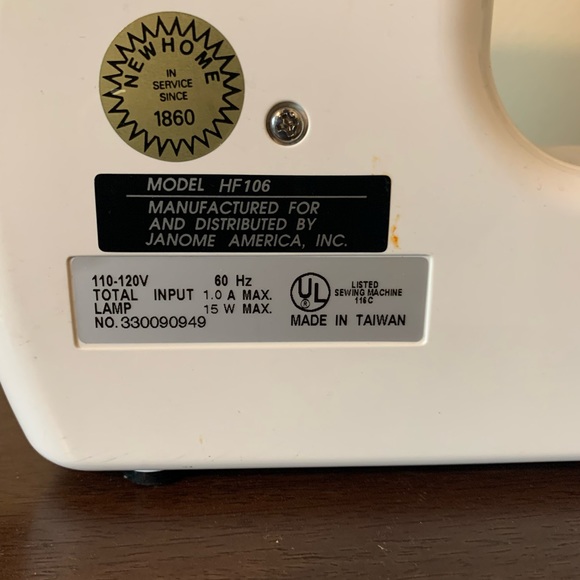 NEW HOME
IN
SERVICE
SINCE
1860
MODEL HF106
MANUFACTURED FOR
AND DISTRIBUTED BY
JANOME AMERICA, INC.
110-120V 60 Hz
TOTAL INPUT 1.0 A MAX.
LAMP 15 W MAX.
NO. 330090949
UL
LISTED
SEWING MACHINE
116C
MADE IN TAIWAN